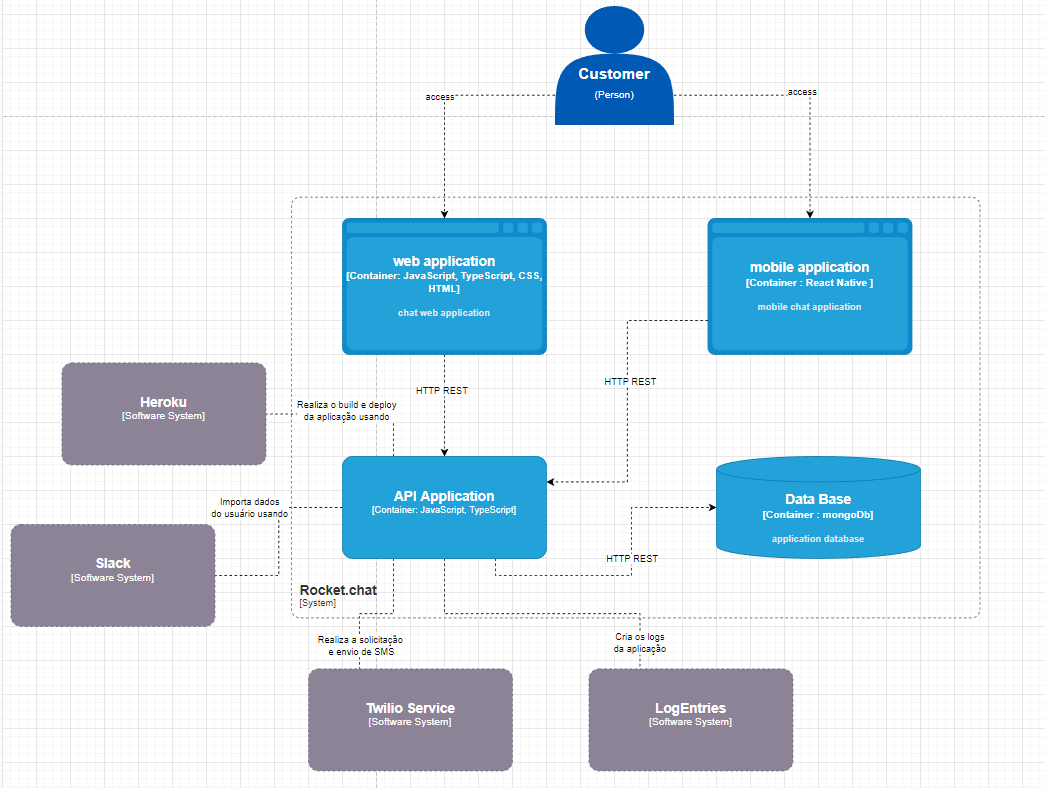 Customer
(Person)
access
access
web application
[Container: JavaScript, TypeScript, CSS,
HTML]
chat web application
mobile application
[Container : React Native ]
mobile chat application
HTTP REST
HTTP REST
Heroku
[Software System]
Realiza o build e deploy
da aplicação usando
API Application
[Container: JavaScript, TypeScript]
Data Base
[Container : mongoDb]
application database
Importa dados
do usuário usando
Slack
[Software System]
HTTP REST
Rocket.chat
[System]
Realiza a solicitação
e envio de SMS
Cria os logs
da aplicação
Twilio Service
[Software System]
LogEntries
[Software System]